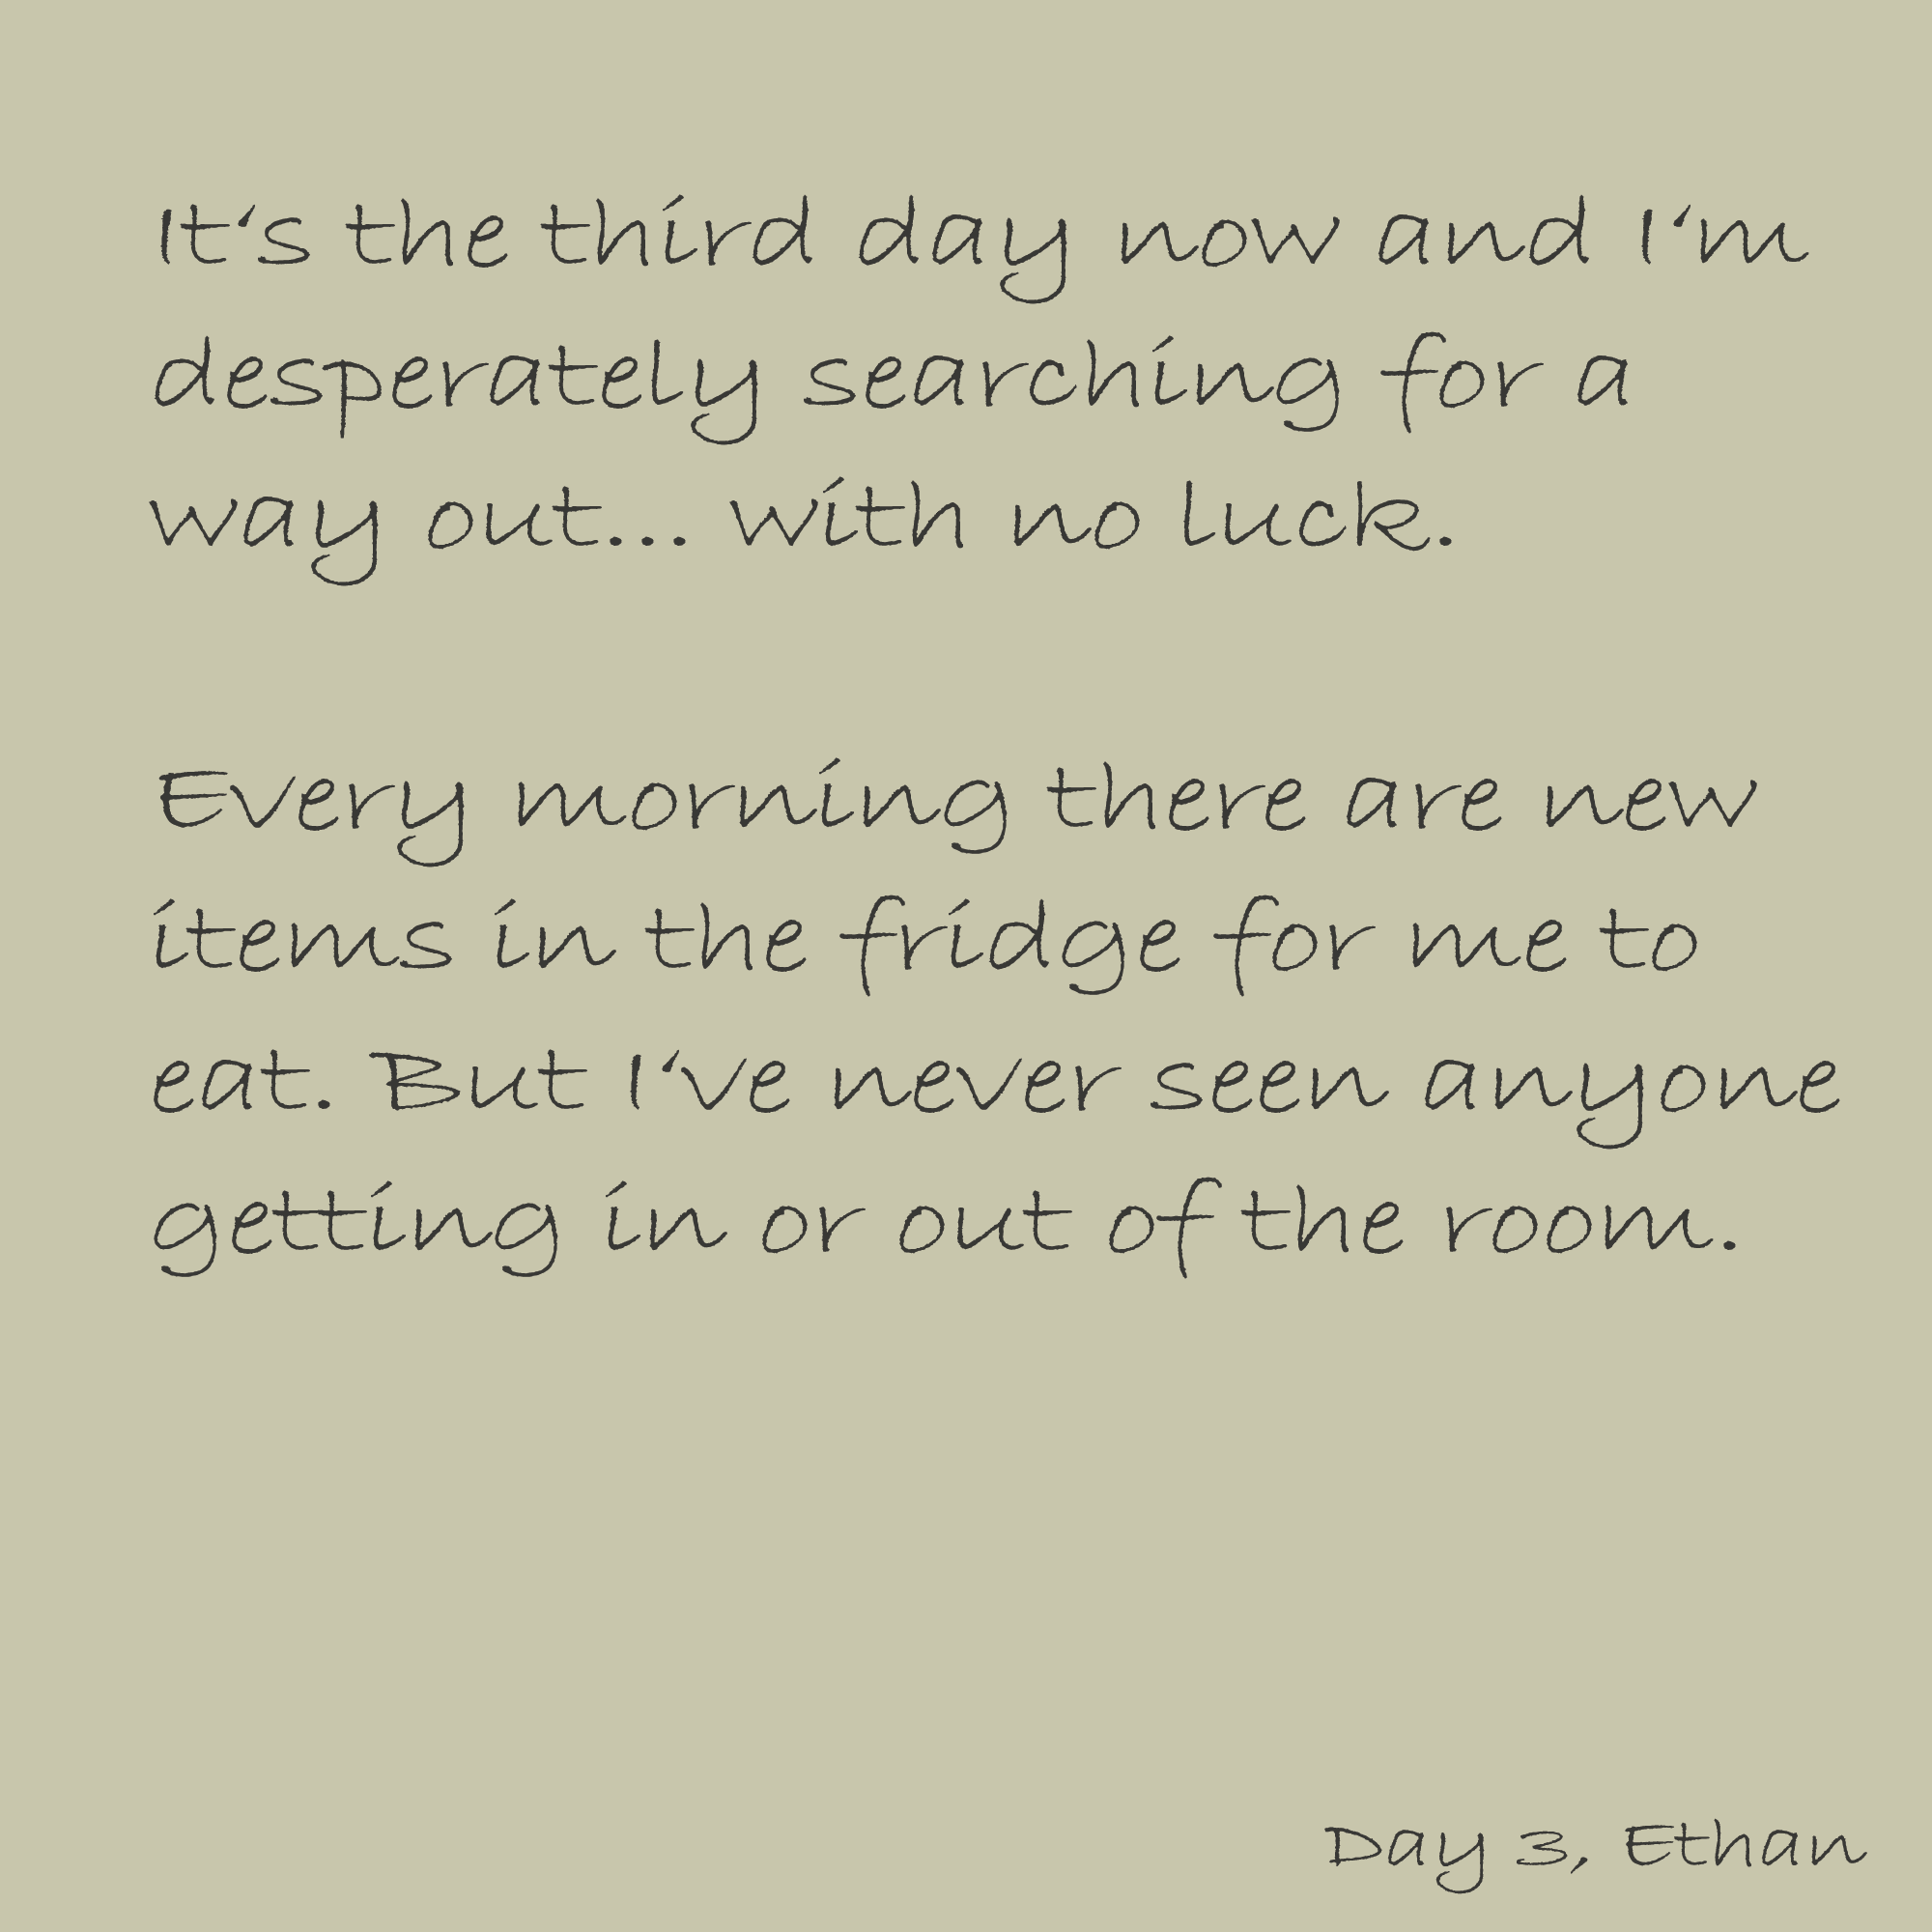 It‘s the third day now and I‘m
desperately searching for a
way out... with no luck.
Every morning there are new
items in the fridge for me to
eat. But I‘ve never seen anyone
getting in or out of the room.
Day 3, Ethan